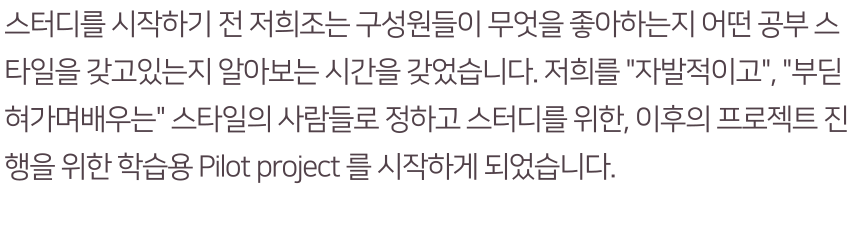 스터디를 시작하기 전 저희조는 구성원들이 무엇을 좋아하는지 어떤 공부 스
타일을 갖고있는지 알아보는 시간을 갖었습니다. 저희를 "자발적이고", "부딛
혀가며배우는" 스타일의 사람들로 정하고 스터디를 위한, 이후의 프로젝트 진
행을 위한 학습용 Pilot project 를 시작하게 되었습니다.